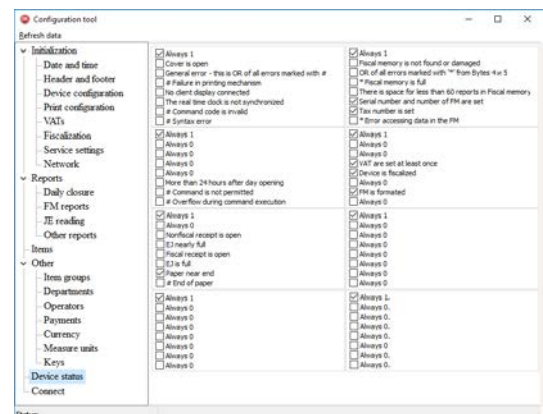 Configuration tool
Refresh data
Initialization
Date and time
Header and footer
Device configuration
Print configuration
VATs
Fiscalization
Service settings
Network
Reports
Daily closure
FM reports
JE reading
Other reports
Items
Other
Item groups
Departments
Operators
Payments
Currency
Measure units
Keys
Device status
Connect
Always 1
Cover is open
General error - this is OR of all errors marked with #
# Failure in printing mechanism
No client display connected
The real time clock is not synchronized
# Command code is invalid
# Syntax error
Always 1
Fiscal memory is not found or damaged
OR of all errors marked with '*' from Bytes 4 и 5
* Fiscal memory is full
There is space for less than 60 reports in Fiscal memory
Serial number and number of FM are set
Tax number is set
* Error accessing data in the FM
Always 1
Always 0
Always 0
Always 0
Always 0
More than 24 hours after day opening
# Command is not permitted
# Overflow during command execution
Always 1
Always 0
Always 0
VAT are set at least once
Device is fiscalized
Always 0
FM is formated
Always 0
Always 1
Always 0
Nonfiscal receipt is open
EJ nearly full
Fiscal receipt is open
EJ is full
Paper near end
# End of paper
Always 1
Always 0
Always 0
Always 0
Always 0
Always 0
Always 0
Always 0
Always 1
Always 0
Always 0
Always 0
Always 0
Always 0
Always 0
Always 0
Always 1.
Always 0.
Always 0.
Always 0.
Always 0.
Always 0.
Always 0.
Always 0.